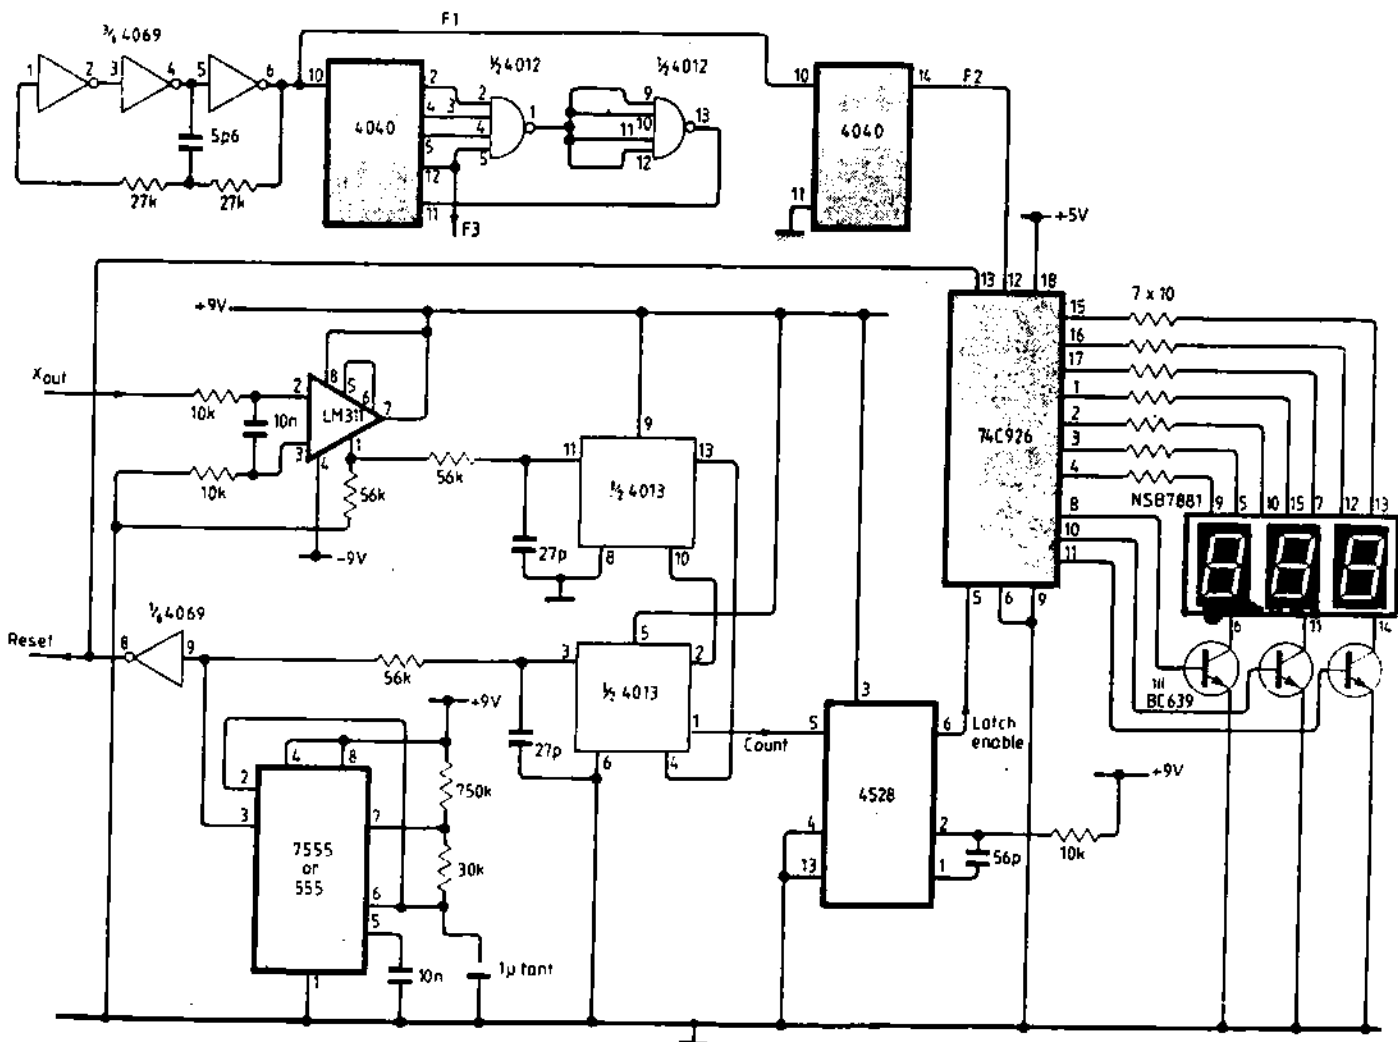 F1
3/6 4069
1/2 4012
1/2 4012
1 2 3 4 5 6
10
4040
2 4 3 5 12 11
2 4 5 1
9 10 11 12 13
10 11 14
4040
F2
5p6
27k 27k
F3
+5V
13 12 18
+9V
7 x 10
15
16
17
1
2
3
4
8
10
11
74C926
5 6 9
Xout
10k
10n
10k
2 3 8 5 6 7 4 1
LM311
56k
56k
-9V
27p
11 9 13 8 10
1/2 4013
NSB7881
9 5 10 15 7 12 13
6 11 14
BC639
Reset
1/6 4069
8 9
56k
27p
3 5 2 1 6 4
1/2 4013
Count
+9V
750k
30k
2 3 4 8 7 6 5 1
7555
or
555
10n
1μ tant
5 3 6 4 13 2 1
4528
Latch
enable
+9V
56p
10k